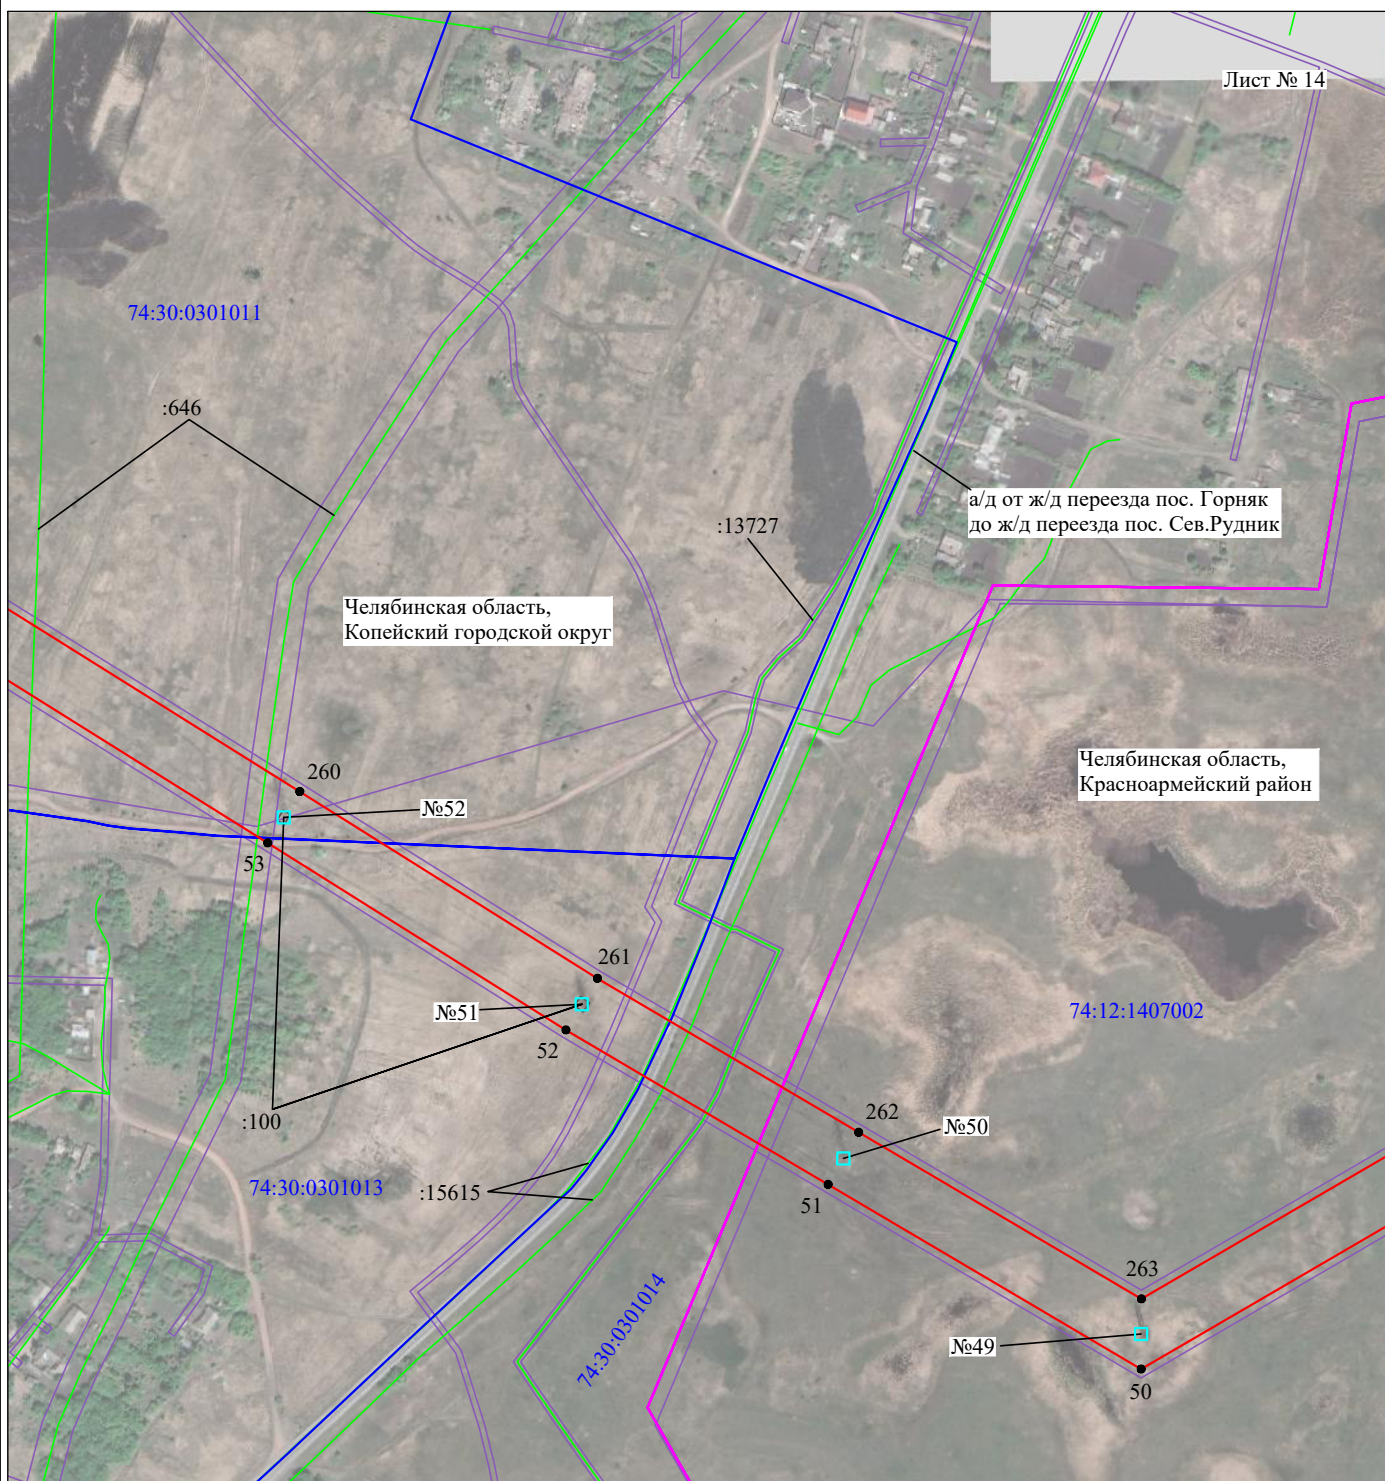 Лист № 14
74:30:0301011
:646
а/д от ж/д переезда пос. Горняк
до ж/д переезда пос. Сев.Рудник
:13727
Челябинская область,
Копейский городской округ
Челябинская область,
Красноармейский район
260
№52
53
261
№51
52
74:12:1407002
:100
262
№50
74:30:0301013
:15615
51
263
74:30:0301014
№49
50